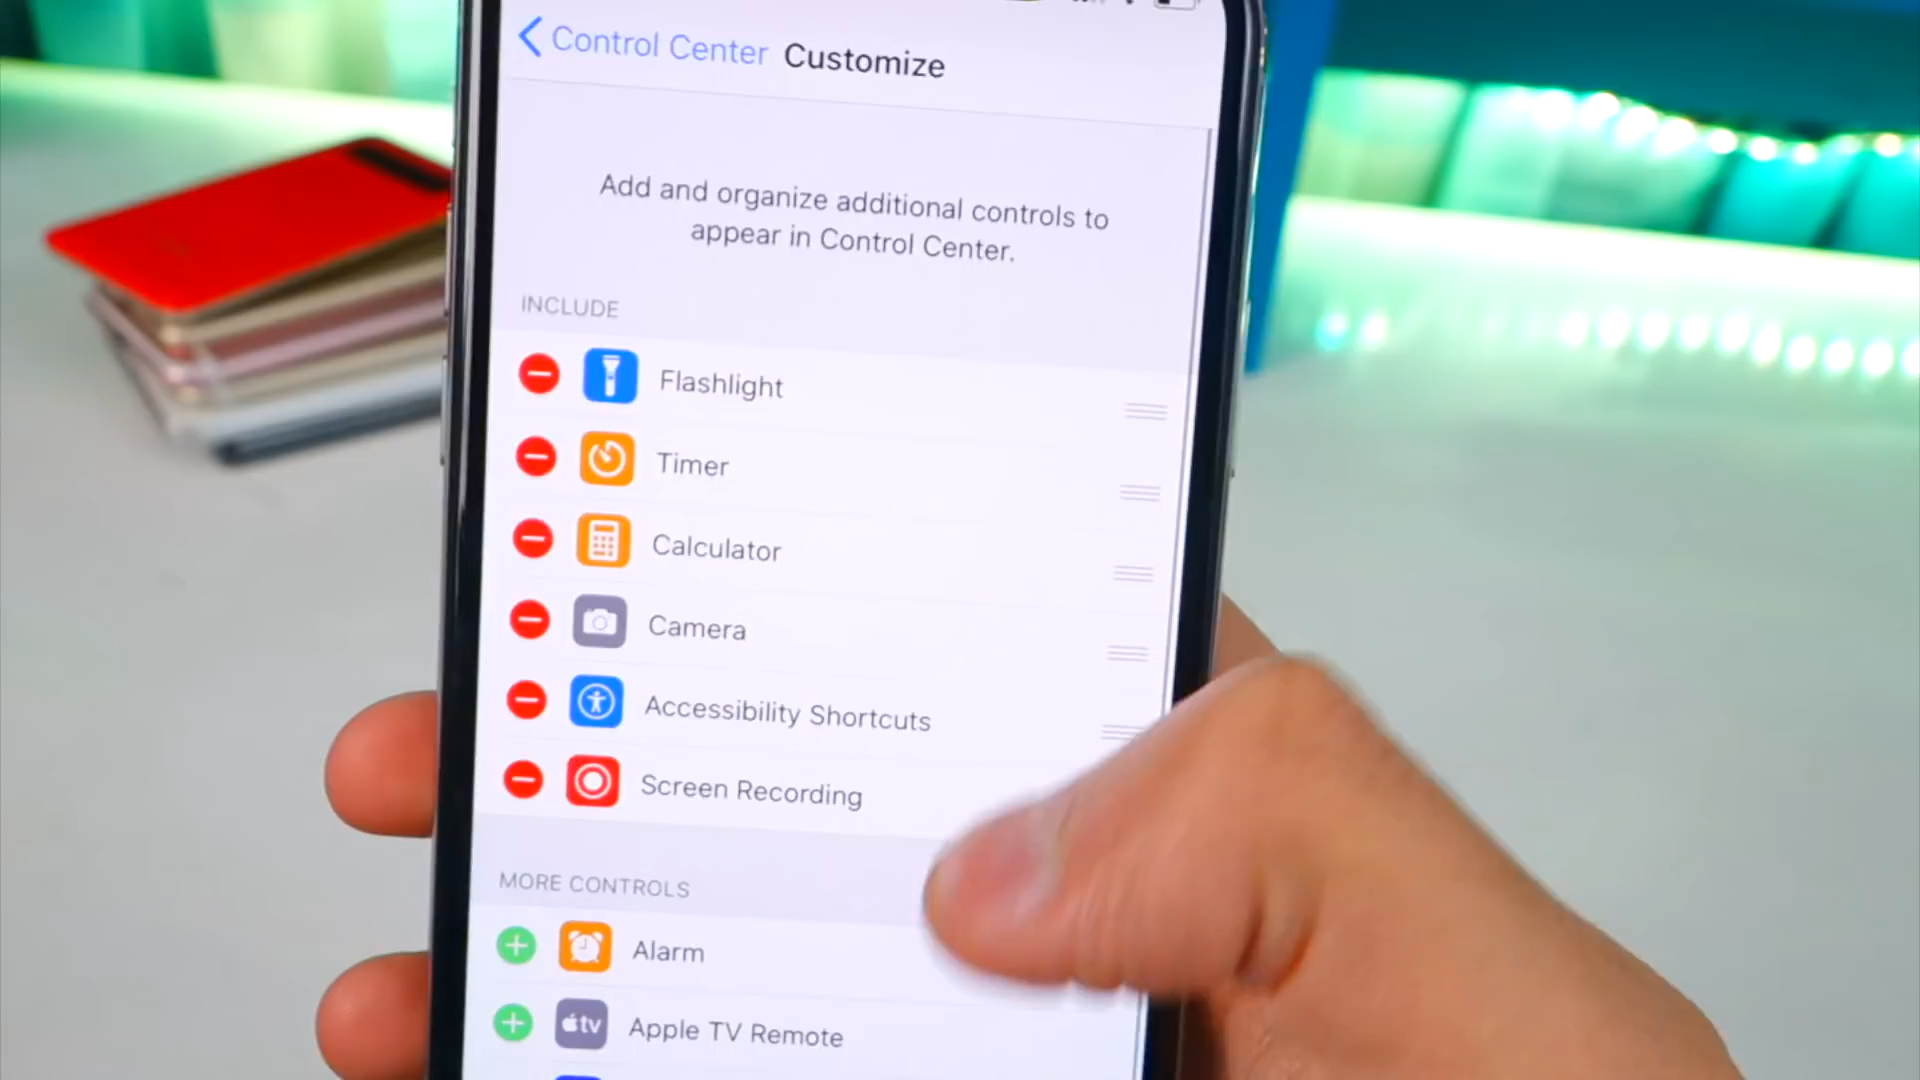 Control Center Customize
Add and organize additional controls to
appear in Control Center.
INCLUDE
Flashlight
Timer
Calculator
Camera
Accessibility Shortcuts
Screen Recording
MORE CONTROLS
Alarm
tv Apple TV Remote